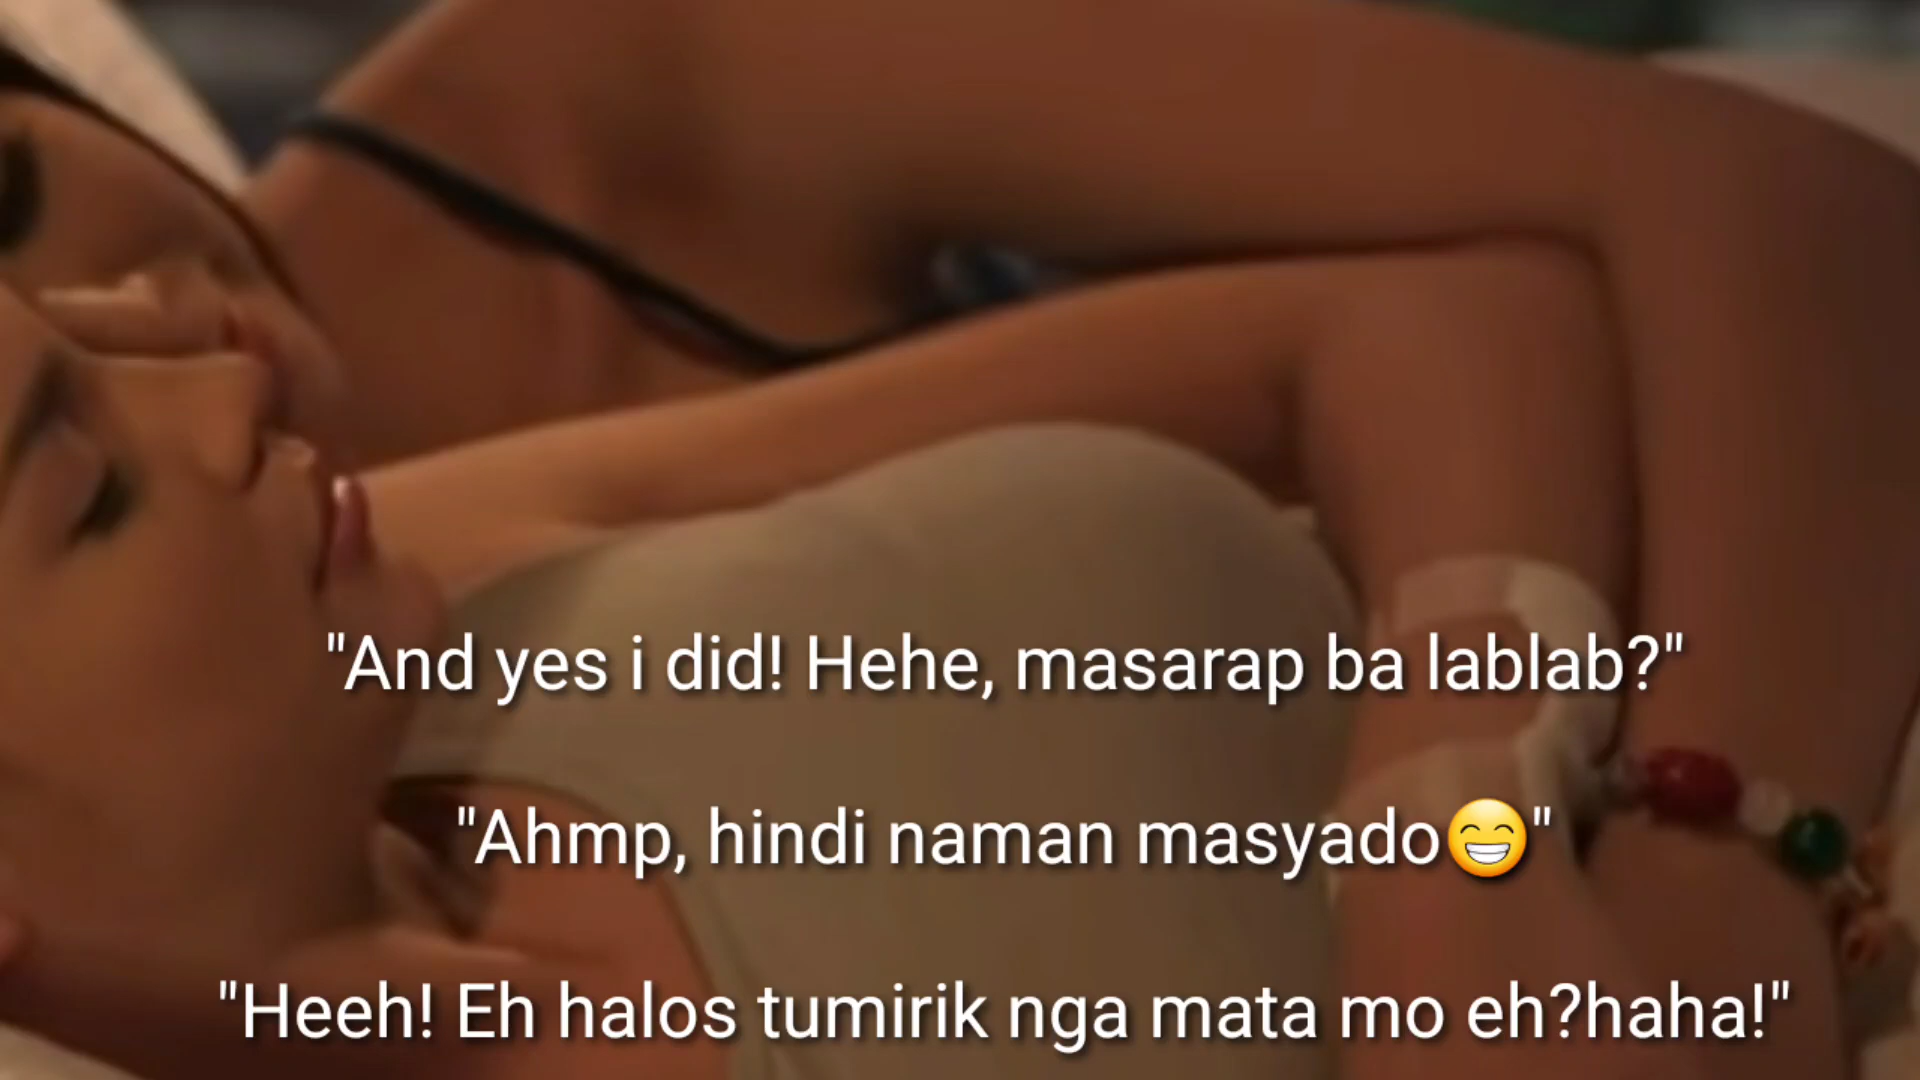 "And yes i did! Hehe, masarap ba lablab?"
"Ahmp, hindi naman masyado😁"
"Heeh! Eh halos tumirik nga mata mo eh?haha!"